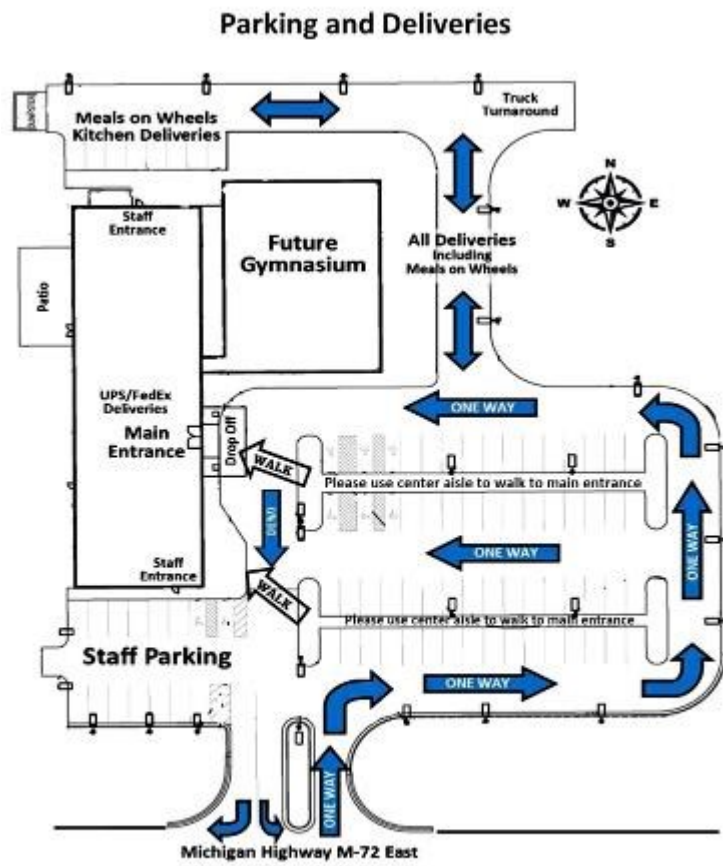 Parking and Deliveries
Meals on Wheels
Kitchen Deliveries
Truck
Turnaround
N
W
E
S
Staff
Entrance
Future
Gymnasium
All Deliveries
Including
Meals on Wheels
Patio
UPS/FedEx
Deliveries
Main
Entrance
Drop Off
ONE WAY
WALK
Please use center aisle to walk to main entrance
ONE WAY
ONE WAY
Staff
Entrance
WALK
Please use center aisle to walk to main entrance
Staff Parking
ONE WAY
ONE WAY
Michigan Highway M-72 East